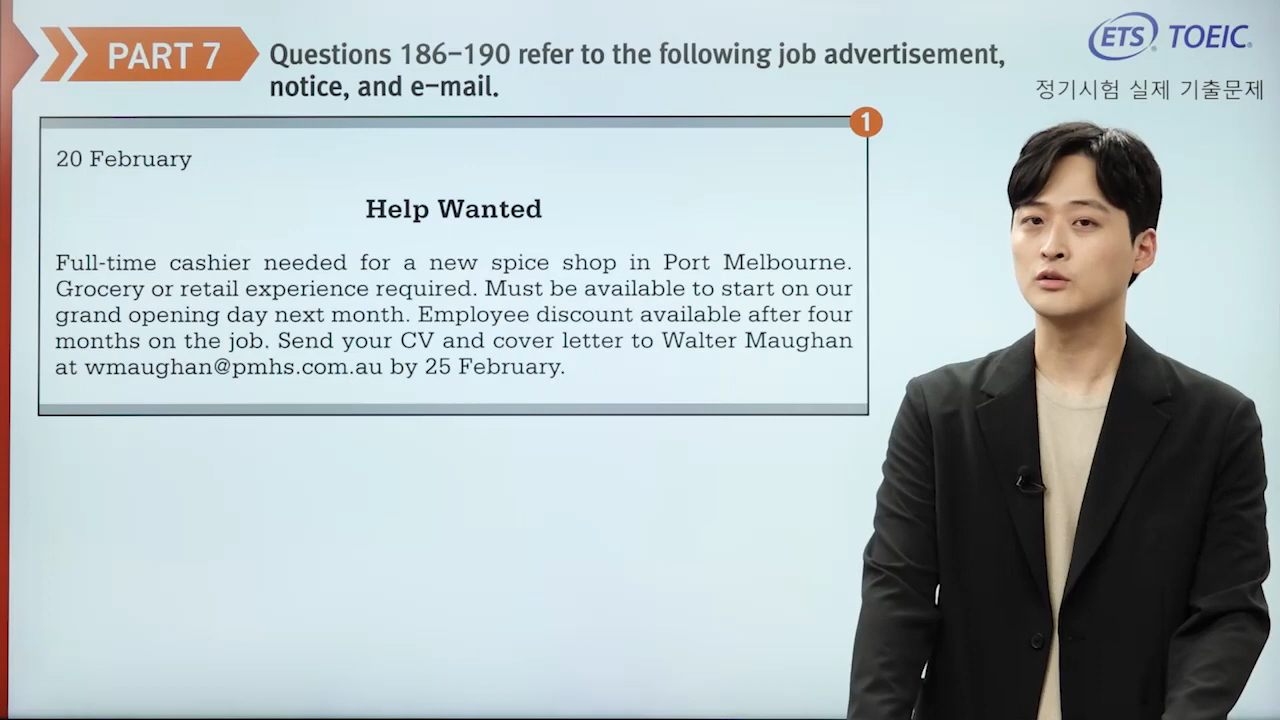 PART 7
Questions 186–190 refer to the following job advertisement,
notice, and e-mail.
ETS TOEIC
정기시험 실제 기출문제
1
20 February
Help Wanted
Full-time cashier needed for a new spice shop in Port Melbourne.
Grocery or retail experience required. Must be available to start on our
grand opening day next month. Employee discount available after four
months on the job. Send your CV and cover letter to Walter Maughan
at wmaughan@pmhs.com.au by 25 February.